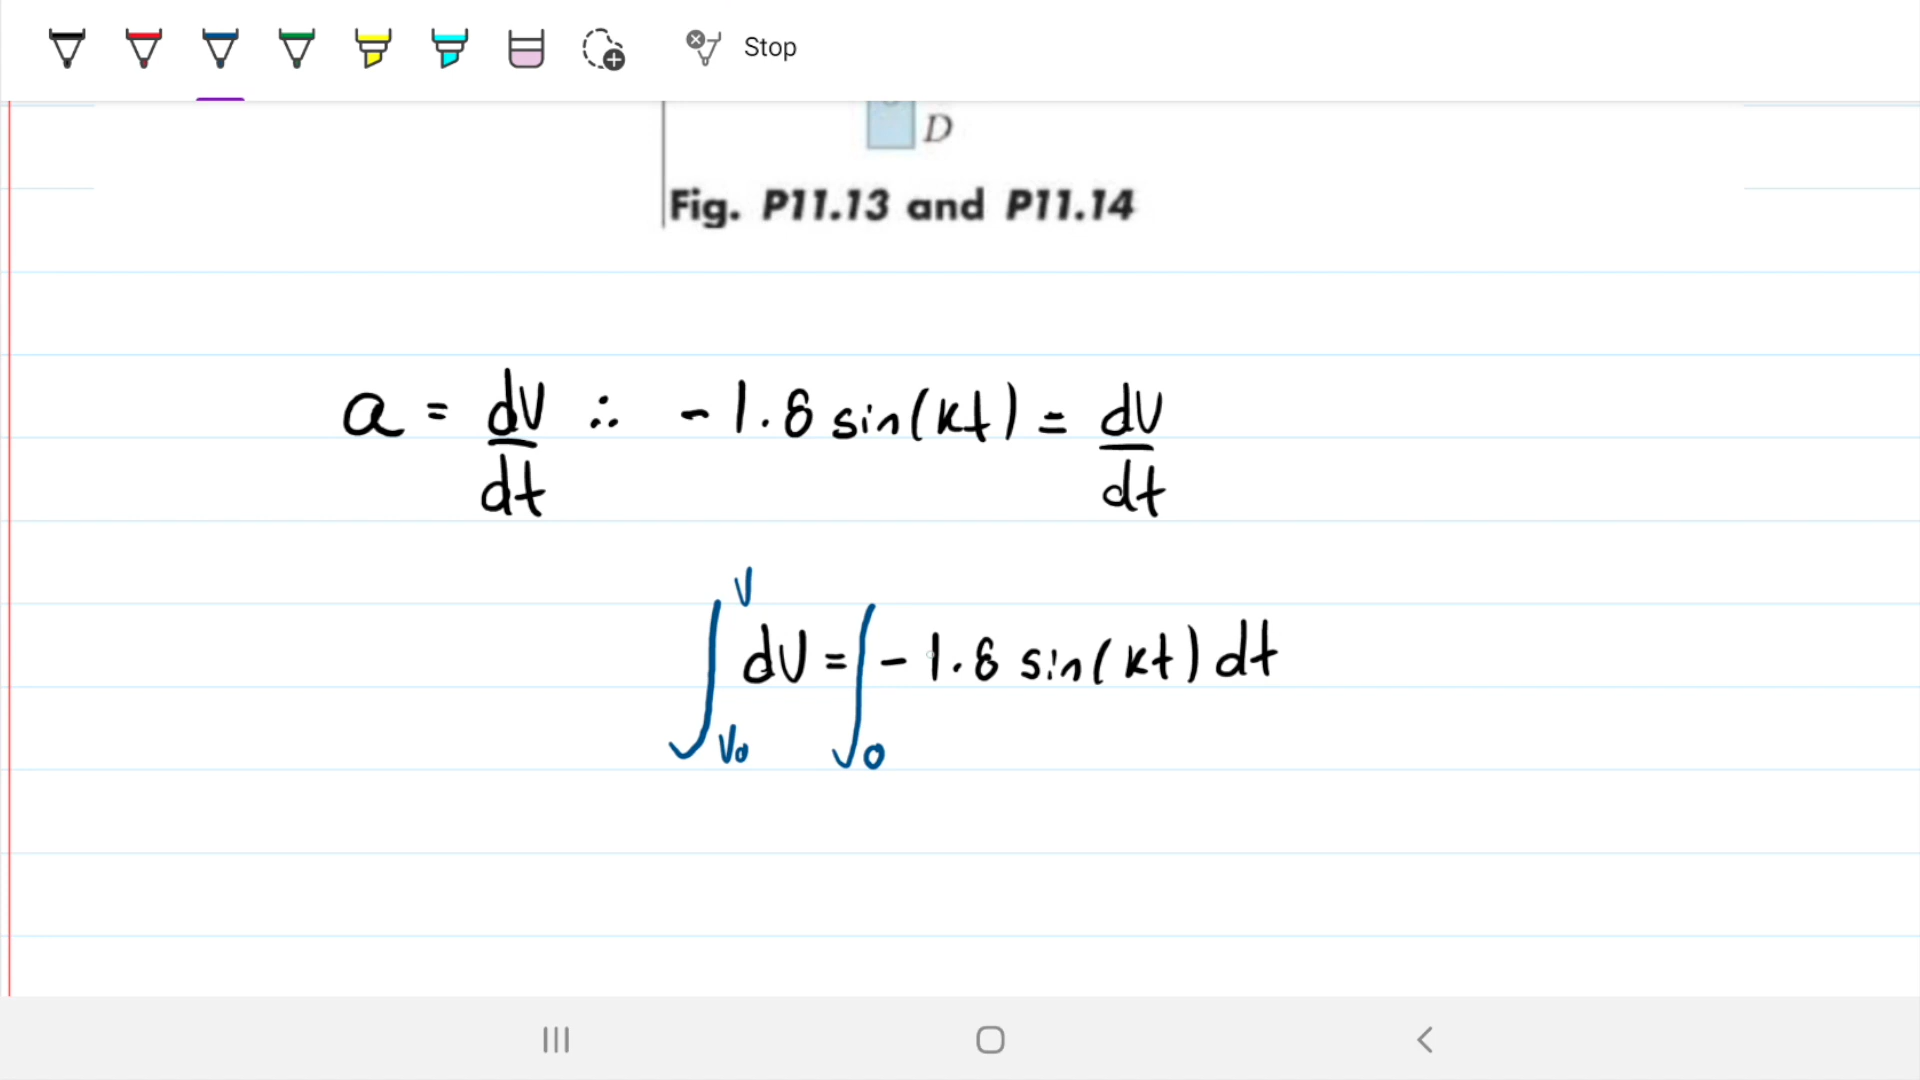 Stop
D
Fig. P11.13 and P11.14
a = dV/dt ∴ - 1.8 sin(kt) = dV/dt
∫_{V₀}^{V} dV = ∫_{0} - 1.8 sin(kt) dt